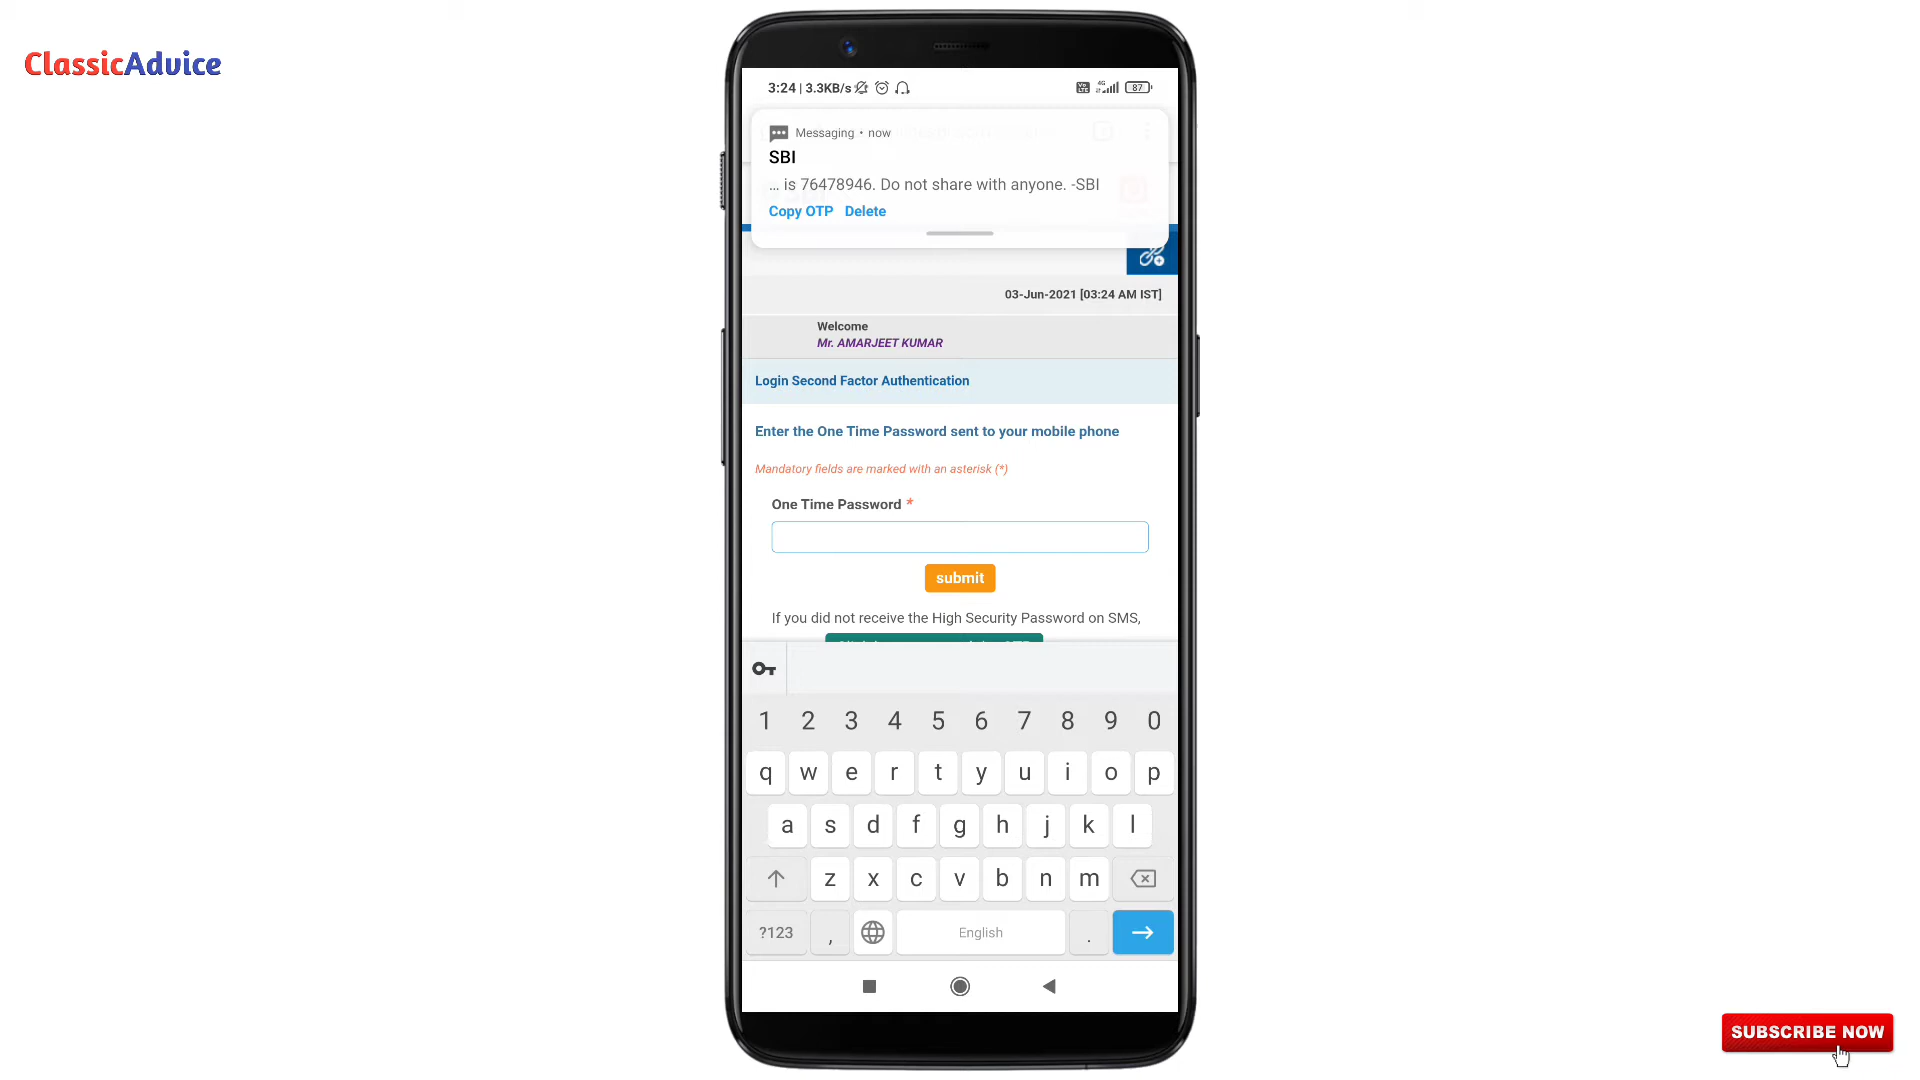 ClassicAdvice
3:24 | 3.3KB/s
4G
87
Messaging • now
SBI
... is 76478946. Do not share with anyone. -SBI
Copy OTP Delete
03-Jun-2021 [03:24 AM IST]
Welcome
Mr. AMARJEET KUMAR
Login Second Factor Authentication
Enter the One Time Password sent to your mobile phone
Mandatory fields are marked with an asterisk (*)
One Time Password *
submit
If you did not receive the High Security Password on SMS,
1 2 3 4 5 6 7 8 9 0
q w e r t y u i o p
a s d f g h j k l
z x c v b n m
?123 , English .
SUBSCRIBE NOW